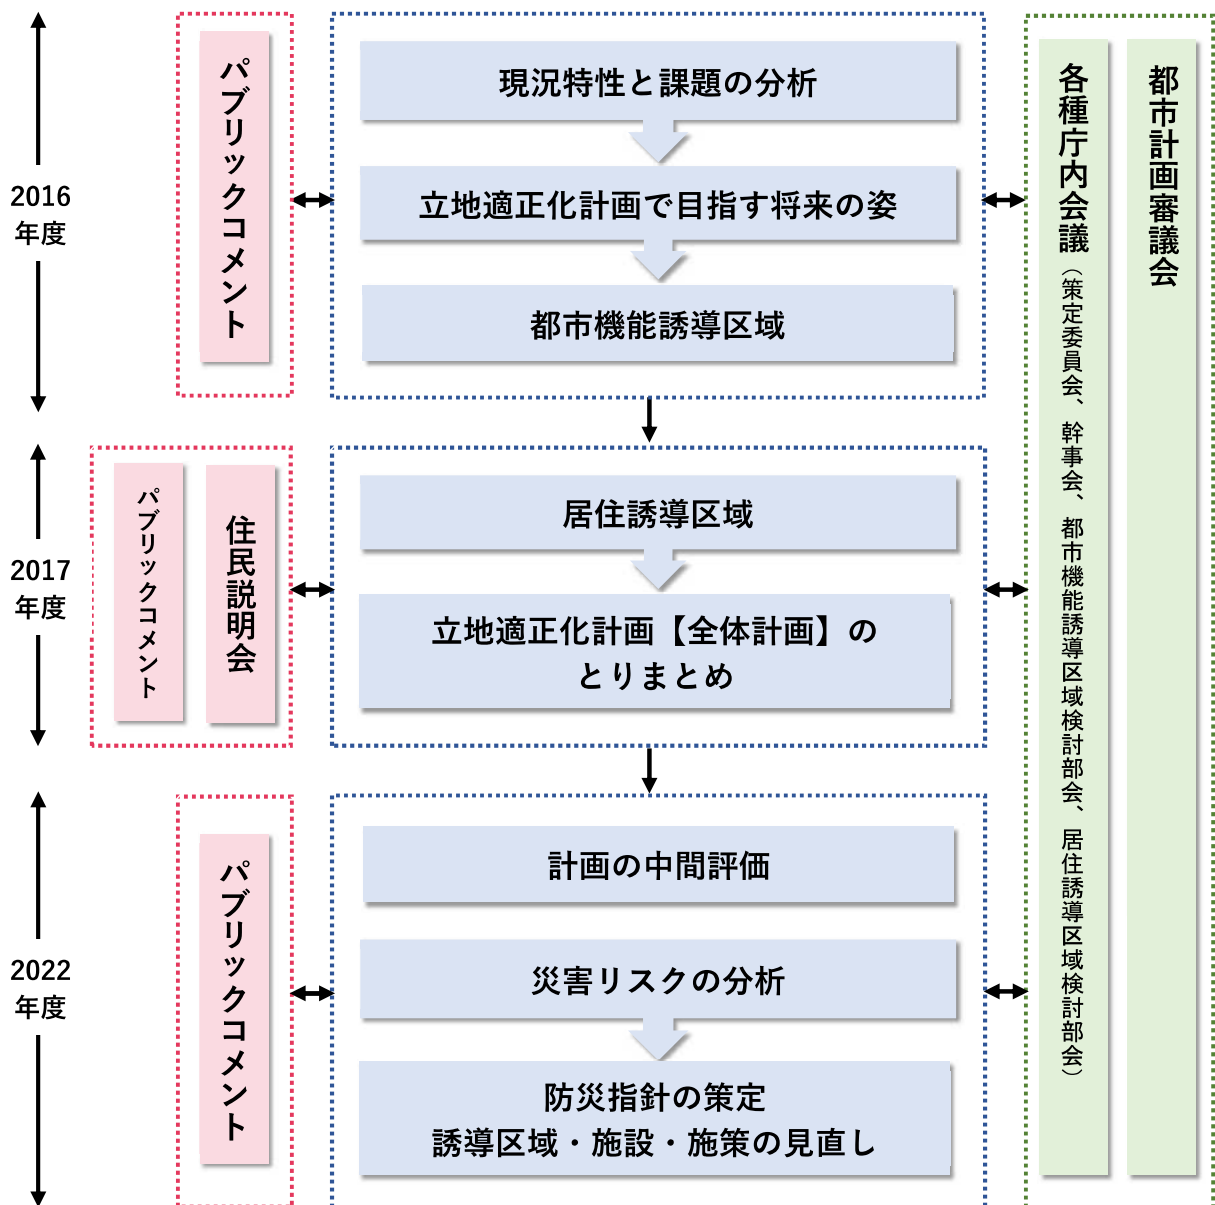 2016
年度
パブリックコメント
現況特性と課題の分析
立地適正化計画で目指す将来の姿
都市機能誘導区域
2017
年度
パブリックコメント
住民説明会
居住誘導区域
立地適正化計画【全体計画】の
とりまとめ
2022
年度
パブリックコメント
計画の中間評価
災害リスクの分析
防災指針の策定
誘導区域・施設・施策の見直し
各種庁内会議（策定委員会、幹事会、都市機能誘導区域検討部会、居住誘導区域検討部会）
都市計画審議会